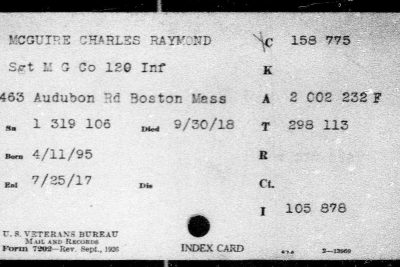 MCGUIRE CHARLES RAYMOND C 158 775
Sgt M G Co 120 Inf K
463 Audubon Rd Boston Mass A 2 002 232 F
Sn 1 319 106 Died 9/30/18 T 298 113
Born 4/11/95 R
Enl 7/25/17 Dis Ct.
I 105 878
U. S. VETERANS BUREAU
MAIL AND RECORDS
Form 7202—Rev. Sept., 1926 INDEX CARD 2—13969